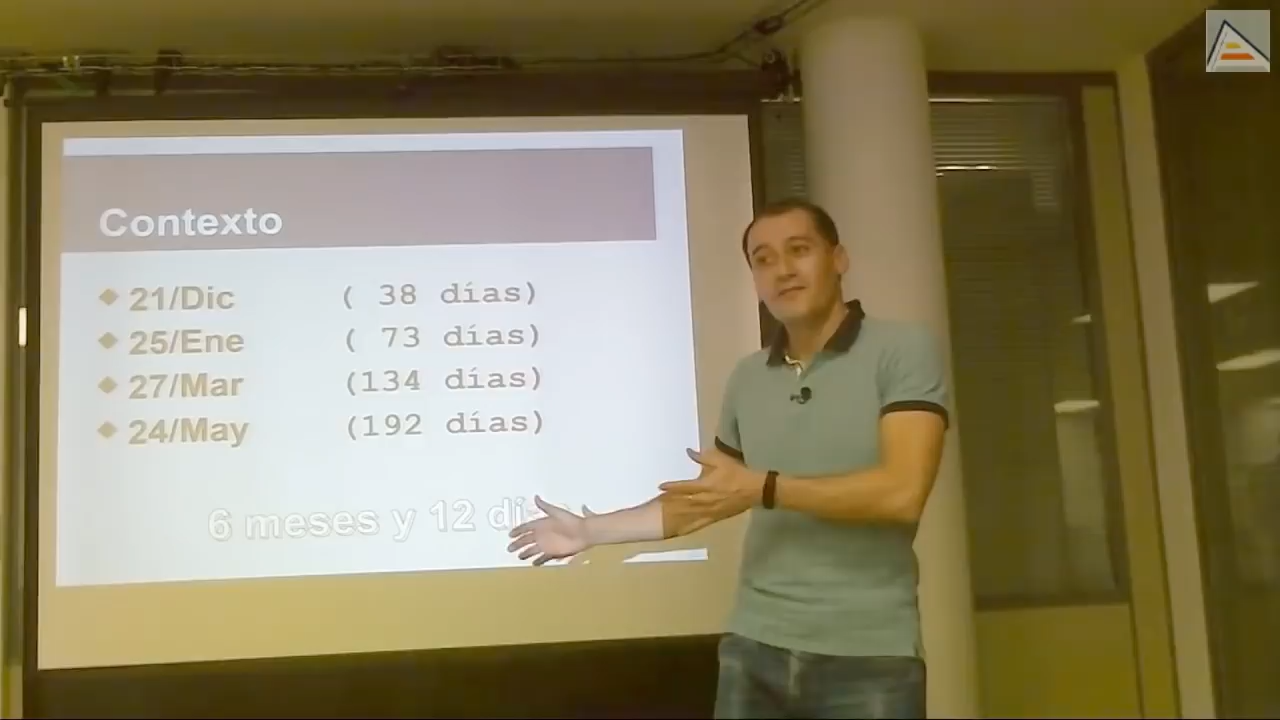 Contexto
◆ 21/Dic ( 38 días)
◆ 25/Ene ( 73 días)
◆ 27/Mar (134 días)
◆ 24/May (192 días)
6 meses y 12